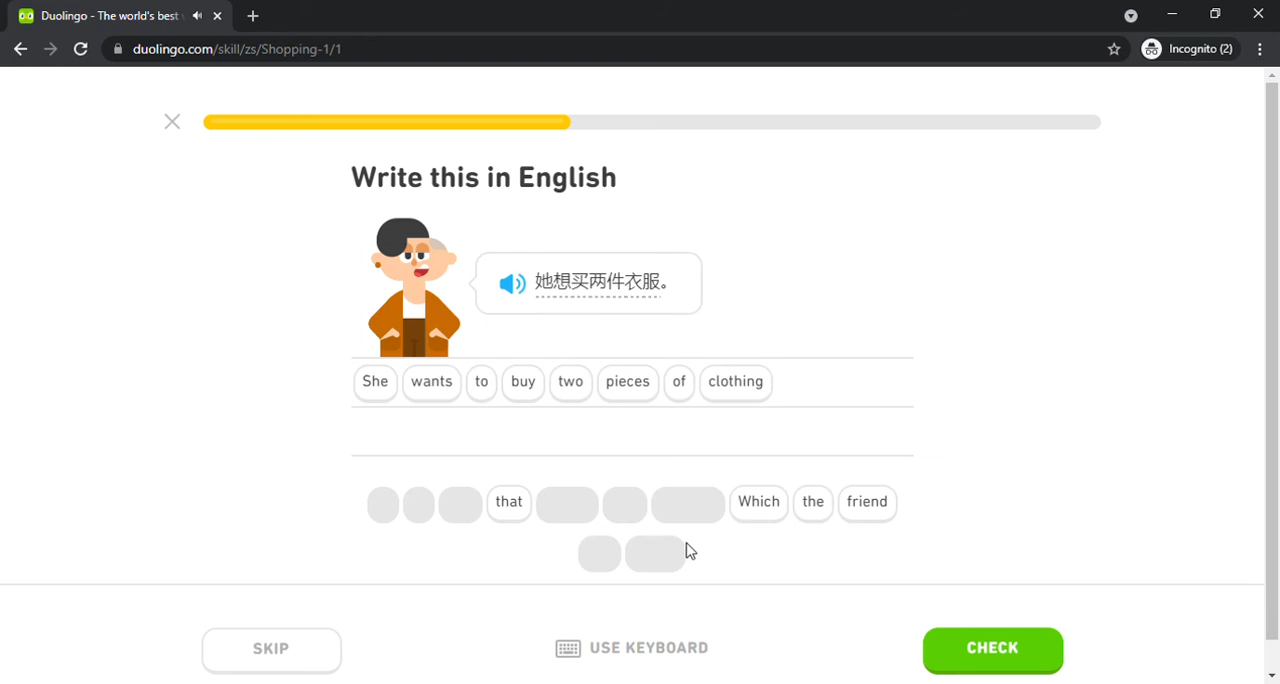 Duolingo - The world's best
duolingo.com/skill/zs/Shopping-1/1
Incognito (2)
Write this in English
她想买两件衣服。
She wants to buy two pieces of clothing
that Which the friend
SKIP USE KEYBOARD CHECK